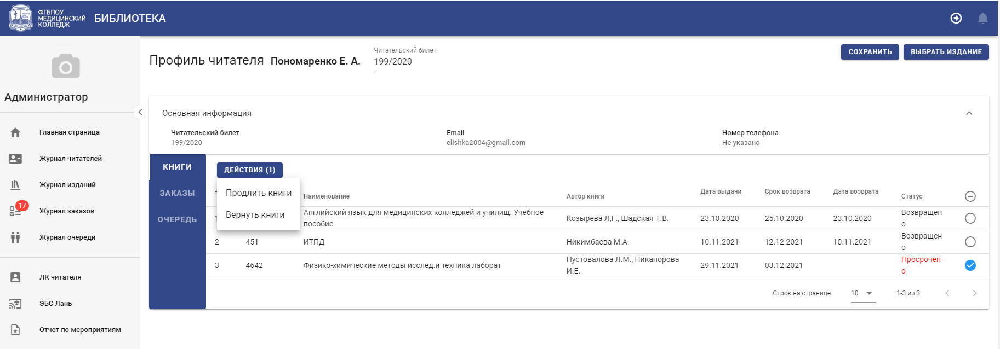 ФГБПОУ
МЕДИЦИНСКИЙ
КОЛЛЕДЖ
БИБЛИОТЕКА
Администратор
Главная страница
Журнал читателей
Журнал изданий
17
Журнал заказов
Журнал очереди
ЛК читателя
ЭБС Лань
Отчет по мероприятиям
Профиль читателя Пономаренко Е. А.
Читательский билет
199/2020
СОХРАНИТЬ
ВЫБРАТЬ ИЗДАНИЕ
Основная информация
Читательский билет
199/2020
Email
elishka2004@gmail.com
Номер телефона
Не указано
КНИГИ
ЗАКАЗЫ
ОЧЕРЕДЬ
ДЕЙСТВИЯ (1)
Продлить книги
Вернуть книги
Наименование
Автор книги
Дата выдачи
Срок возврата
Дата возврата
Статус
Английский язык для медицинских колледжей и училищ: Учебное
пособие
Козырева Л,Г., Шадская Т.В.
23.10.2020
25.10.2020
23.10.2020
Возвращен
о
2
451
ИТПД
Никимбаева М.А.
10.11.2021
12.12.2021
10.11.2021
Возвращен
о
3
4642
Физико-химические методы исслед.и техника лаборат
Пустовалова Л.М., Никанорова
И.Е.
29.11.2021
03.12.2021
Просрочен
о
Строк на странице:
10
1-3 из 3